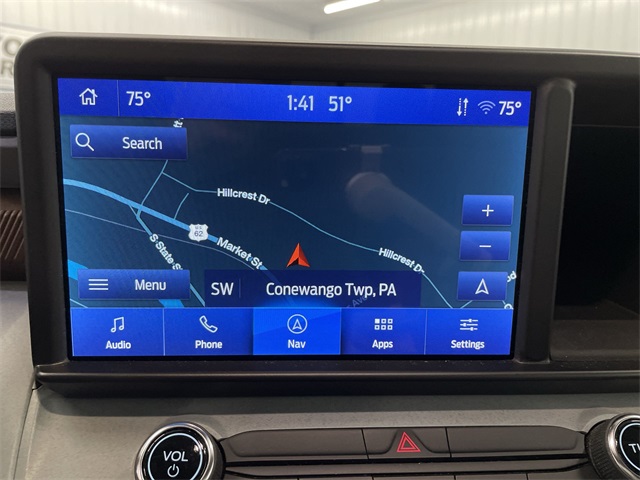 75° 1:41 51° 75°
Search
Hillcrest Dr
US
62
Market St
S State St
Hillcrest Dr
Menu
SW Conewango Twp, PA
Audio Phone Nav Apps Settings
VOL